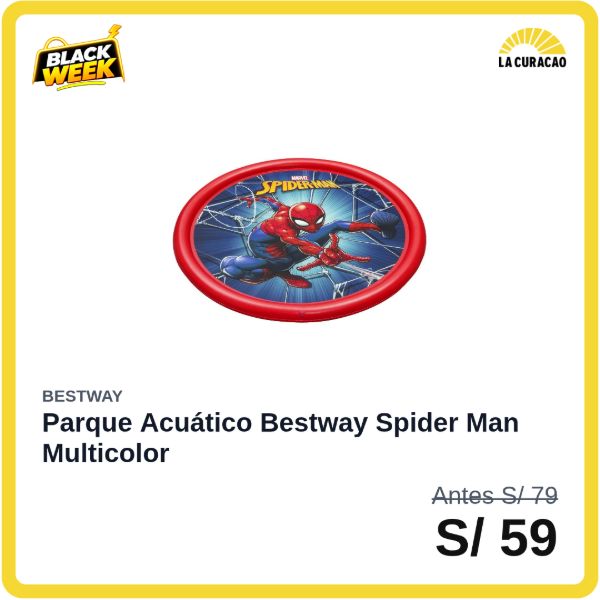 BLACK
WEEK
LA CURACAO
MARVEL
SPIDER-MAN
BESTWAY
Parque Acuático Bestway Spider Man
Multicolor
Antes S/ 79
S/ 59